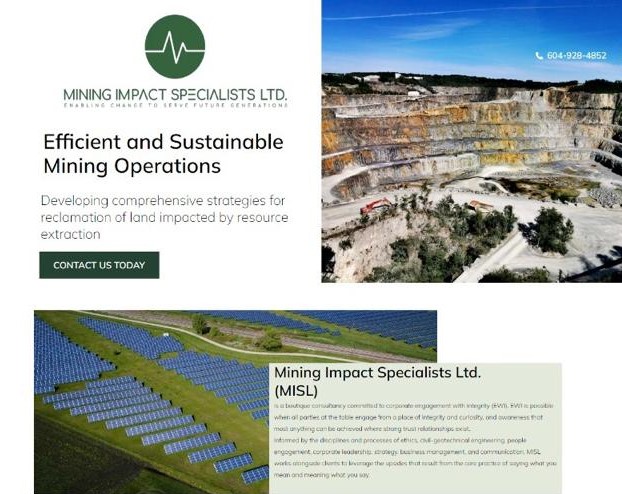 MINING IMPACT SPECIALISTS LTD.
ENABLING CHANGE TO SERVE FUTURE GENERATIONS
604-928-4852
Efficient and Sustainable
Mining Operations
Developing comprehensive strategies for
reclamation of land impacted by resource
extraction
CONTACT US TODAY
Mining Impact Specialists Ltd.
(MISL)
is a boutique consultancy committed to corporate engagement with integrity (EWI). EWI is possible
when all parties at the table engage from a place of integrity and curiosity, and awareness that
most anything can be achieved where strong trust relationships exist.
Informed by the disciplines and processes of ethics, civil-geotechnical engineering, people
engagement, corporate leadership, strategy, business management, and communication, MISL
works alongside clients to leverage the upsides that result from the core practice of saying what you
mean and meaning what you say.